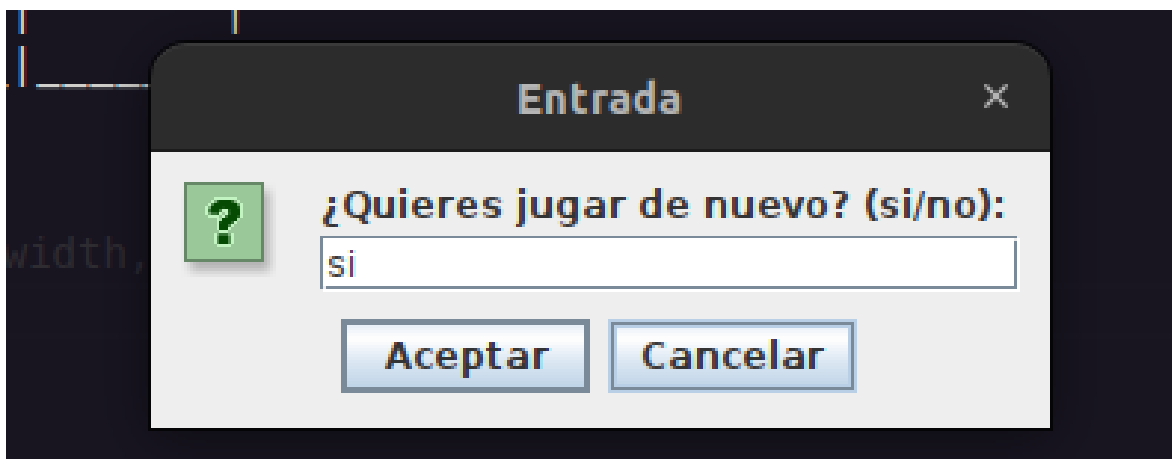 Entrada
¿Quieres jugar de nuevo? (si/no):
si
width,
Aceptar Cancelar